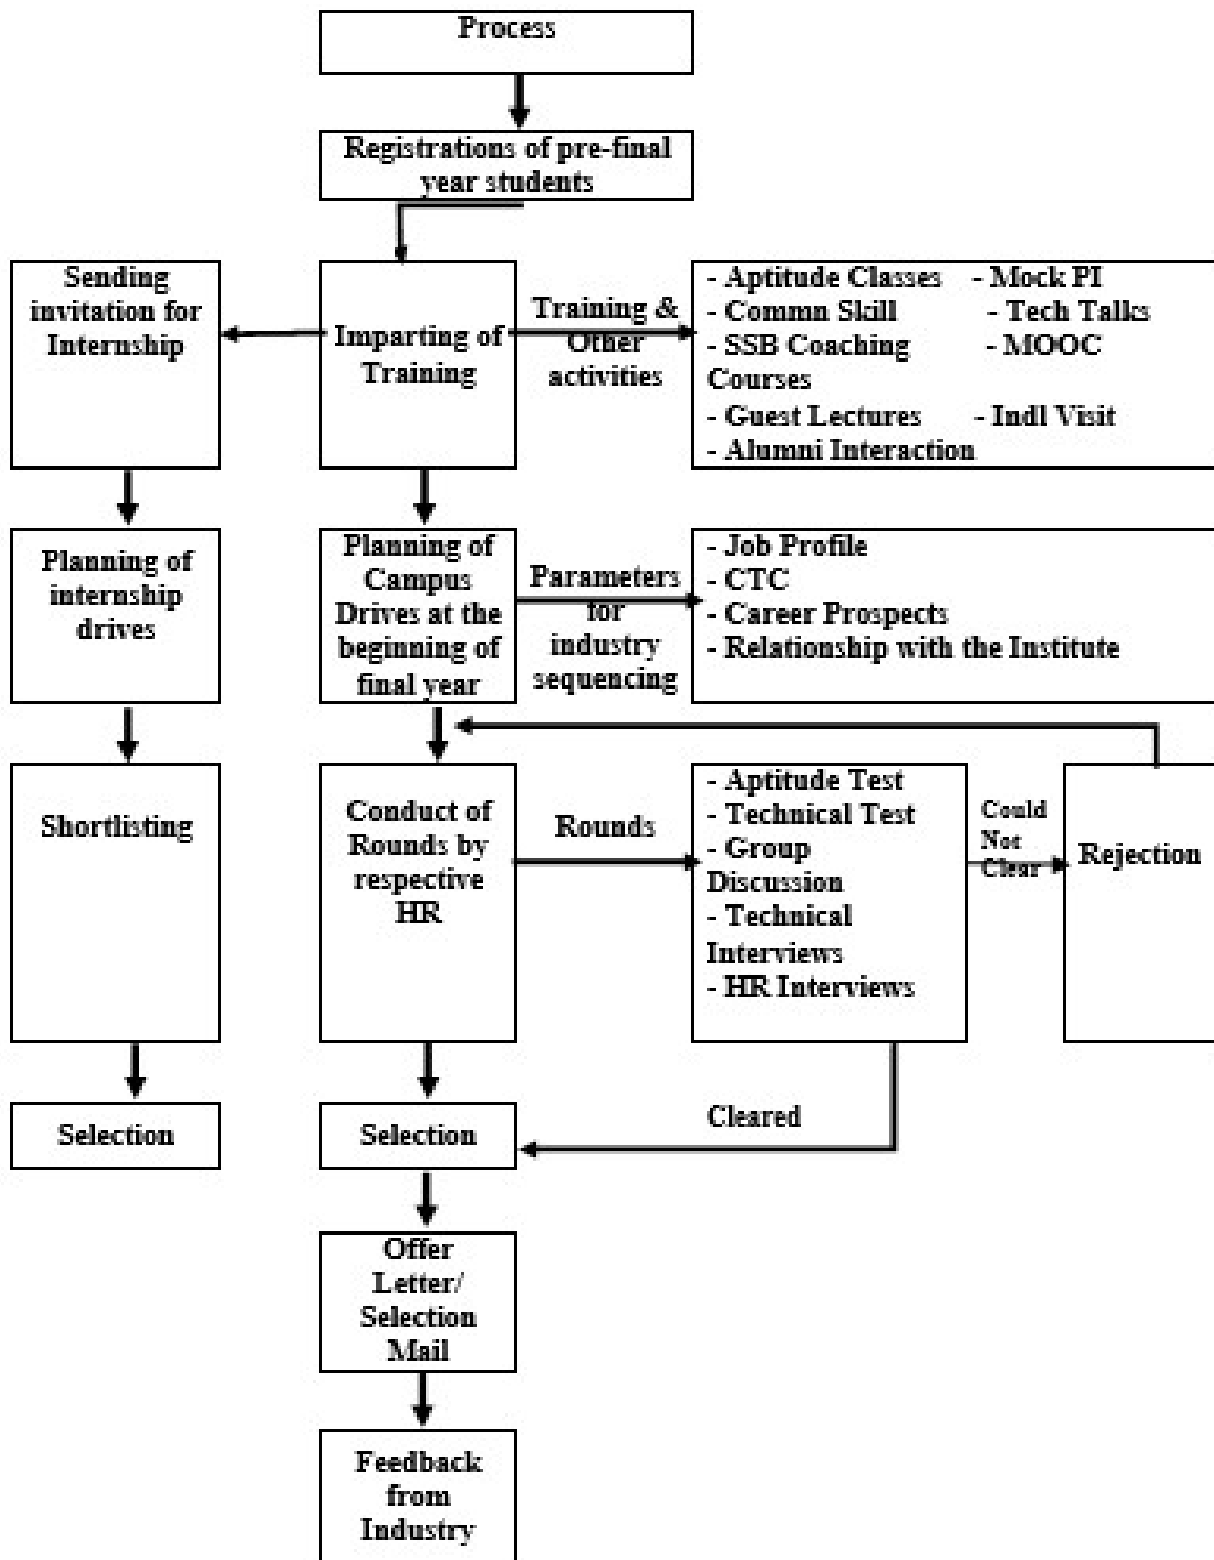 Process
Registrations of pre-final
year students
Sending
invitation for
Internship
Imparting of
Training
Training &
Other
activities
- Aptitude Classes - Mock PI
- Commn Skill - Tech Talks
- SSB Coaching - MOOC
Courses
- Guest Lectures - Indl Visit
- Alumni Interaction
Planning of
internship
drives
Planning of
Campus
Drives at the
beginning of
final year
Parameters
for
industry
sequencing
- Job Profile
- CTC
- Career Prospects
- Relationship with the Institute
Shortlisting
Conduct of
Rounds by
respective
HR
Rounds
- Aptitude Test
- Technical Test
- Group
Discussion
- Technical
Interviews
- HR Interviews
Could
Not
Clear
Rejection
Selection
Selection
Cleared
Offer
Letter/
Selection
Mail
Feedback
from
Industry